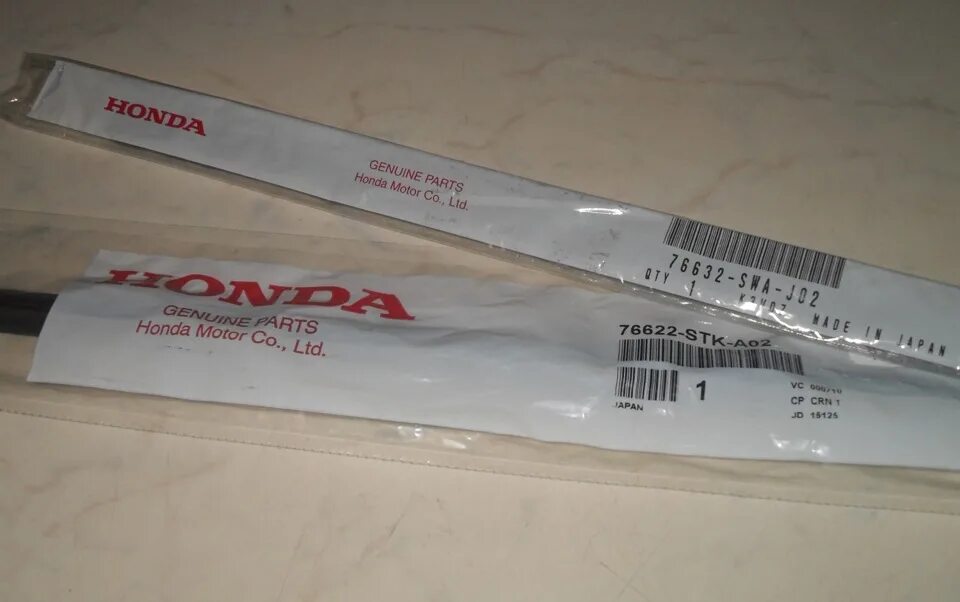 HONDA
GENUINE PARTS
Honda Motor Co., Ltd.
76632-SWA-J02
QTY 1
MADE IN JAPAN
HONDA
GENUINE PARTS
Honda Motor Co., Ltd.
76622-STK-A02
1
JAPAN
VC
CP CRN 1
JD 15125